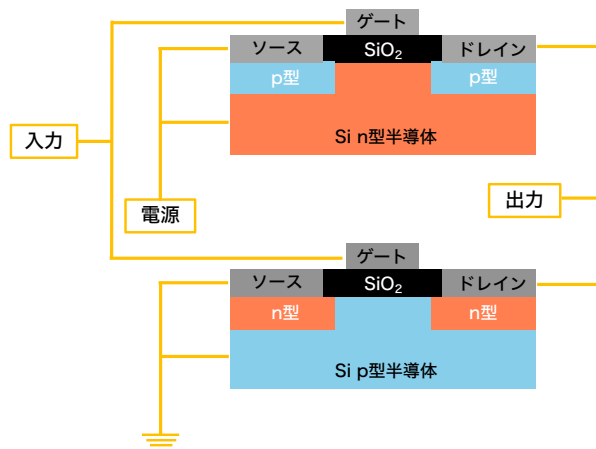 ゲート
ソース
SiO₂
ドレイン
p型
p型
Si n型半導体
入力
電源
出力
ゲート
ソース
SiO₂
ドレイン
n型
n型
Si p型半導体